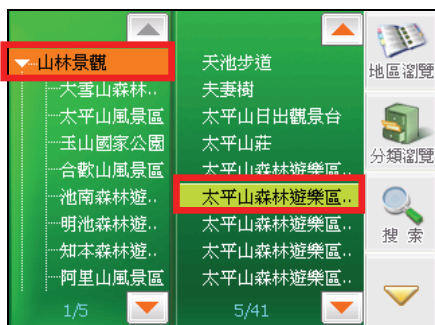 山林景觀
大雪山森林..
太平山風景區
玉山國家公園
合歡山風景區
池南森林遊..
明池森林遊..
知本森林遊..
阿里山風景區
1/5
天池步道
夫妻樹
太平山日出觀景台
太平山莊
太平山森林遊樂區..
太平山森林遊樂區..
太平山森林遊樂區..
太平山森林遊樂區..
太平山森林遊樂區..
5/41
地區瀏覽
分類瀏覽
搜索